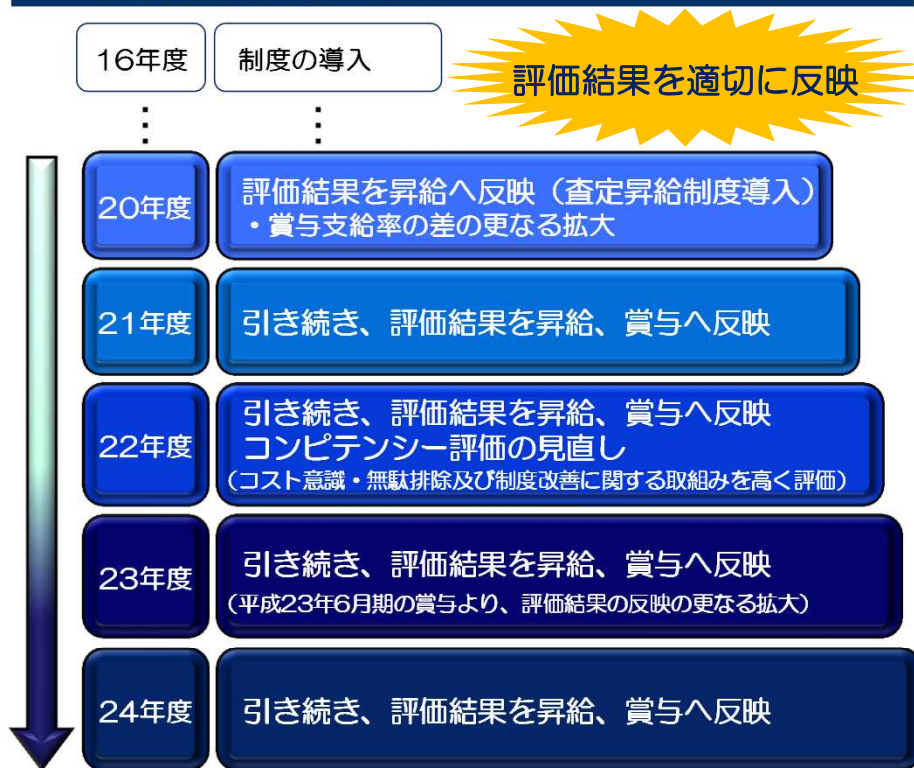 16年度 制度の導入
評価結果を適切に反映
20年度
評価結果を昇給へ反映（査定昇給制度導入）
・賞与支給率の差の更なる拡大
21年度
引き続き、評価結果を昇給、賞与へ反映
22年度
引き続き、評価結果を昇給、賞与へ反映
コンピテンシー評価の見直し
（コスト意識・無駄排除及び制度改善に関する取組みを高く評価）
23年度
引き続き、評価結果を昇給、賞与へ反映
（平成23年6月期の賞与より、評価結果の反映の更なる拡大）
24年度
引き続き、評価結果を昇給、賞与へ反映